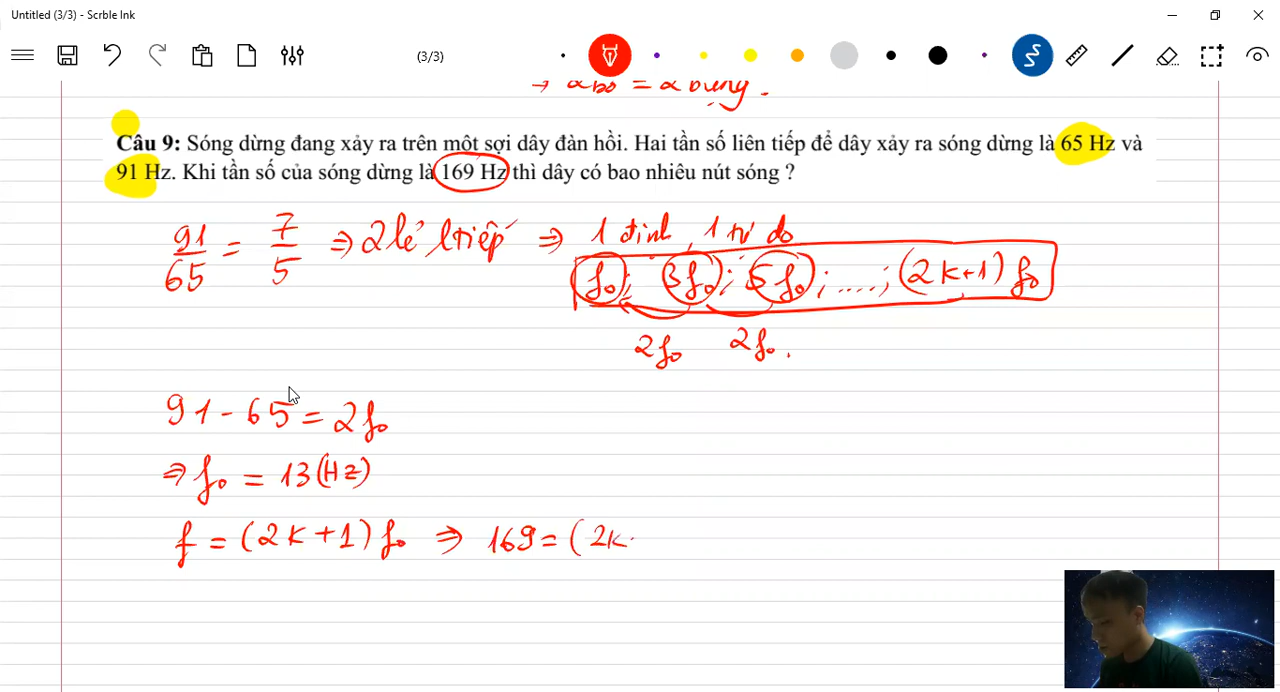 Untitled (3/3) - Scrble Ink
(3/3)
Câu 9: Sóng dừng đang xảy ra trên một sợi dây đàn hồi. Hai tần số liên tiếp để dây xảy ra sóng dừng là 65 Hz và
91 Hz. Khi tần số của sóng dừng là 169 Hz thì dây có bao nhiêu nút sóng ?
91/65 = 7/5 ⇒ 2 lẻ ltiếp ⇒ 1 đinh, 1 tự do
f₀; 3f₀; 5f₀; ....; (2k+1) f₀
2f₀ 2f₀.
91 - 65 = 2f₀
⇒ f₀ = 13 (Hz)
f = (2k+1) f₀ ⇒ 169 = (2k